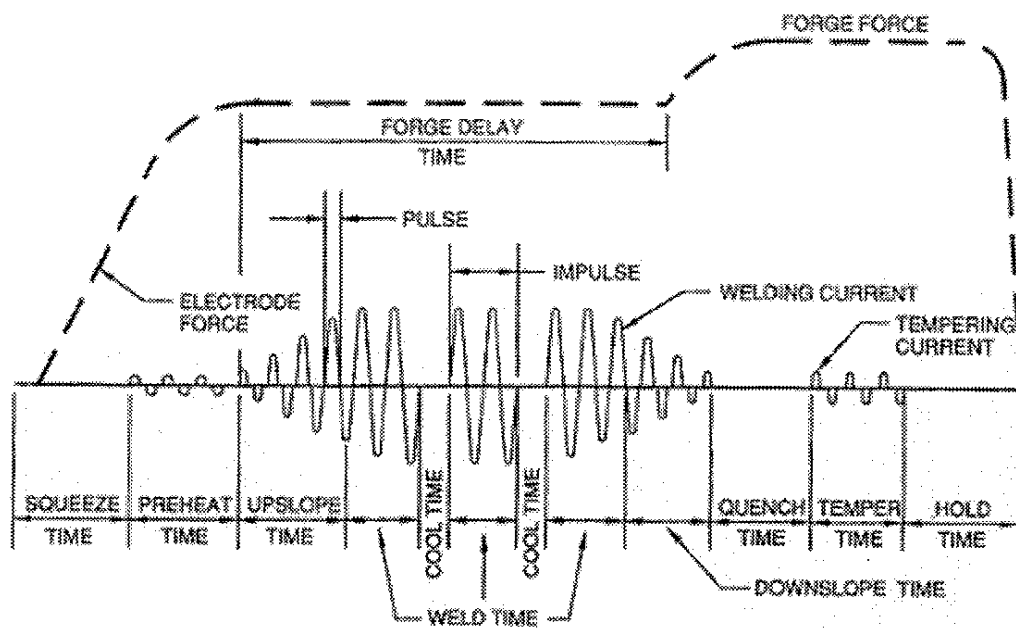 FORGE FORCE
FORGE DELAY
TIME
PULSE
IMPULSE
ELECTRODE
FORCE
WELDING CURRENT
TEMPERING
CURRENT
SQUEEZE
TIME
PREHEAT
TIME
UPSLOPE
TIME
COOL TIME
COOL TIME
QUENCH
TIME
TEMPER
TIME
HOLD
TIME
WELD TIME
DOWNSLOPE TIME